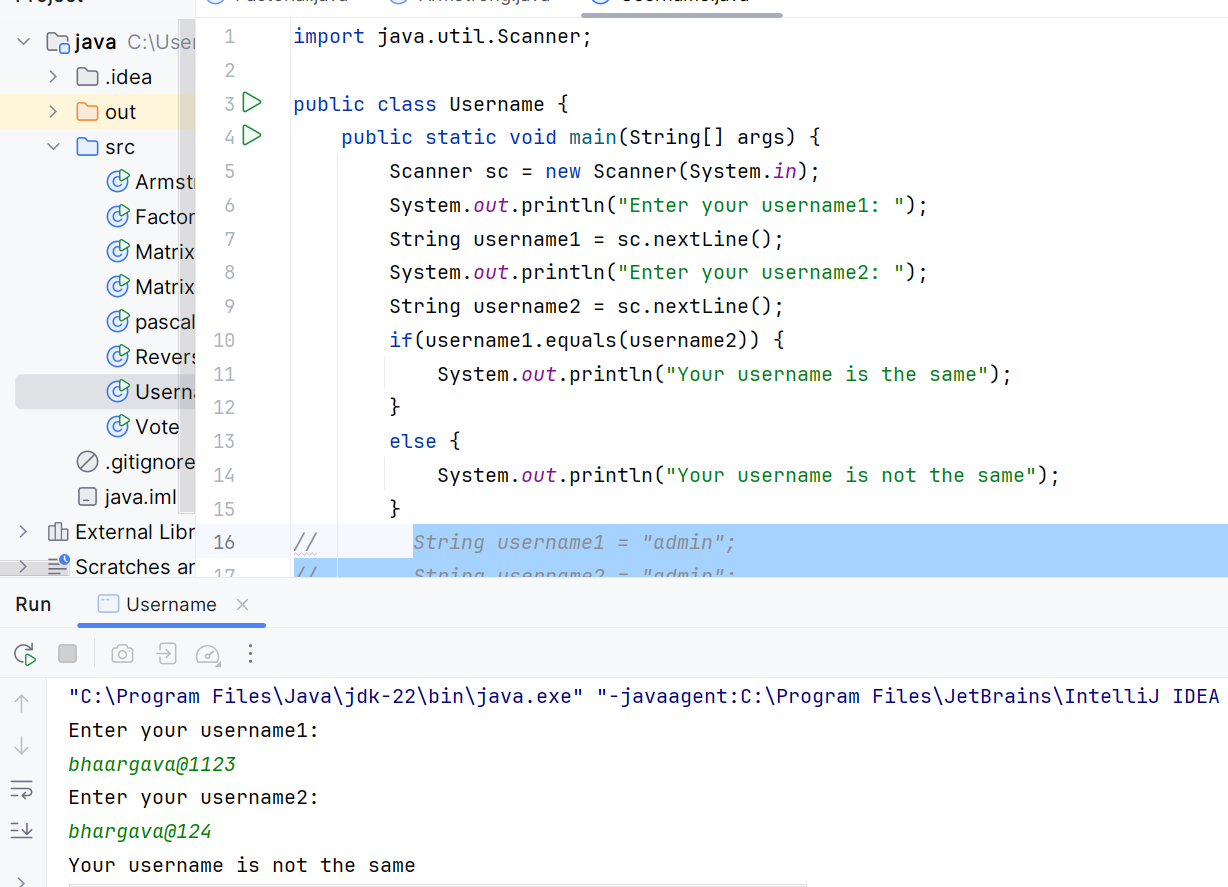 java C:\User
.idea
out
src
Armst
Factor
Matrix
Matrix
pascal
Revers
Userna
Vote
.gitignore
java.iml
External Libr
Scratches ar
1 import java.util.Scanner;
2
3 public class Username {
4 public static void main(String[] args) {
5 Scanner sc = new Scanner(System.in);
6 System.out.println("Enter your username1: ");
7 String username1 = sc.nextLine();
8 System.out.println("Enter your username2: ");
9 String username2 = sc.nextLine();
10 if(username1.equals(username2)) {
11 System.out.println("Your username is the same");
12 }
13 else {
14 System.out.println("Your username is not the same");
15 }
16 // String username1 = "admin";
17 // String username2 = "admin";
Run Username
"C:\Program Files\Java\jdk-22\bin\java.exe" "-javaagent:C:\Program Files\JetBrains\IntelliJ IDEA
Enter your username1:
bhaargava@1123
Enter your username2:
bhargava@124
Your username is not the same